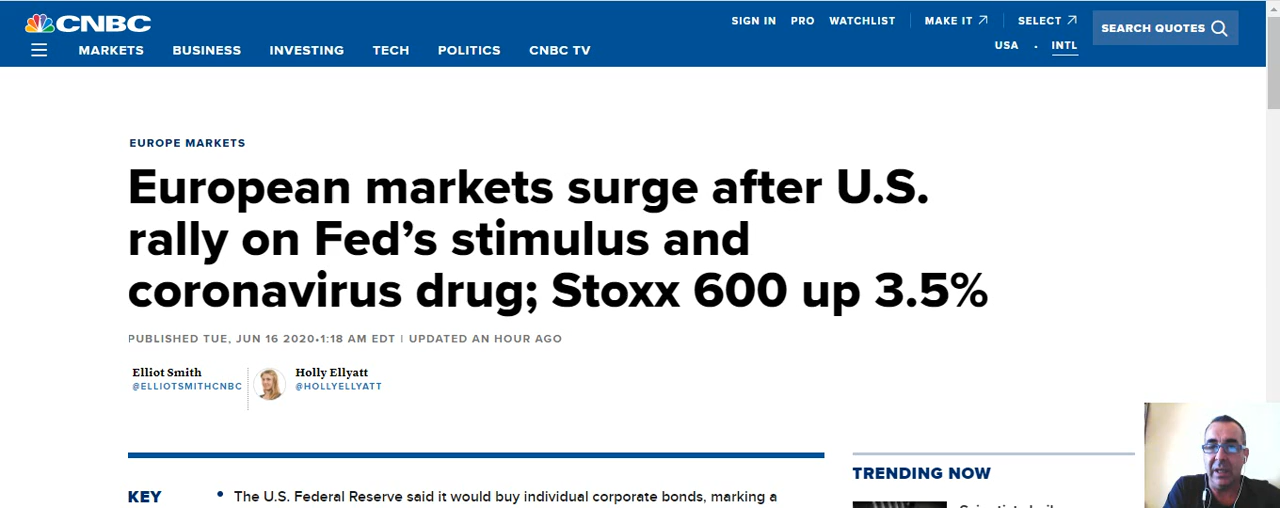 CNBC
SIGN IN PRO WATCHLIST MAKE IT SELECT SEARCH QUOTES
MARKETS BUSINESS INVESTING TECH POLITICS CNBC TV
USA · INTL
EUROPE MARKETS
European markets surge after U.S.
rally on Fed’s stimulus and
coronavirus drug; Stoxx 600 up 3.5%
PUBLISHED TUE, JUN 16 2020•1:18 AM EDT | UPDATED AN HOUR AGO
Elliot Smith
@ELLIOTSMITHCNBC
Holly Ellyatt
@HOLLYELLYATT
TRENDING NOW
KEY
• The U.S. Federal Reserve said it would buy individual corporate bonds, marking a